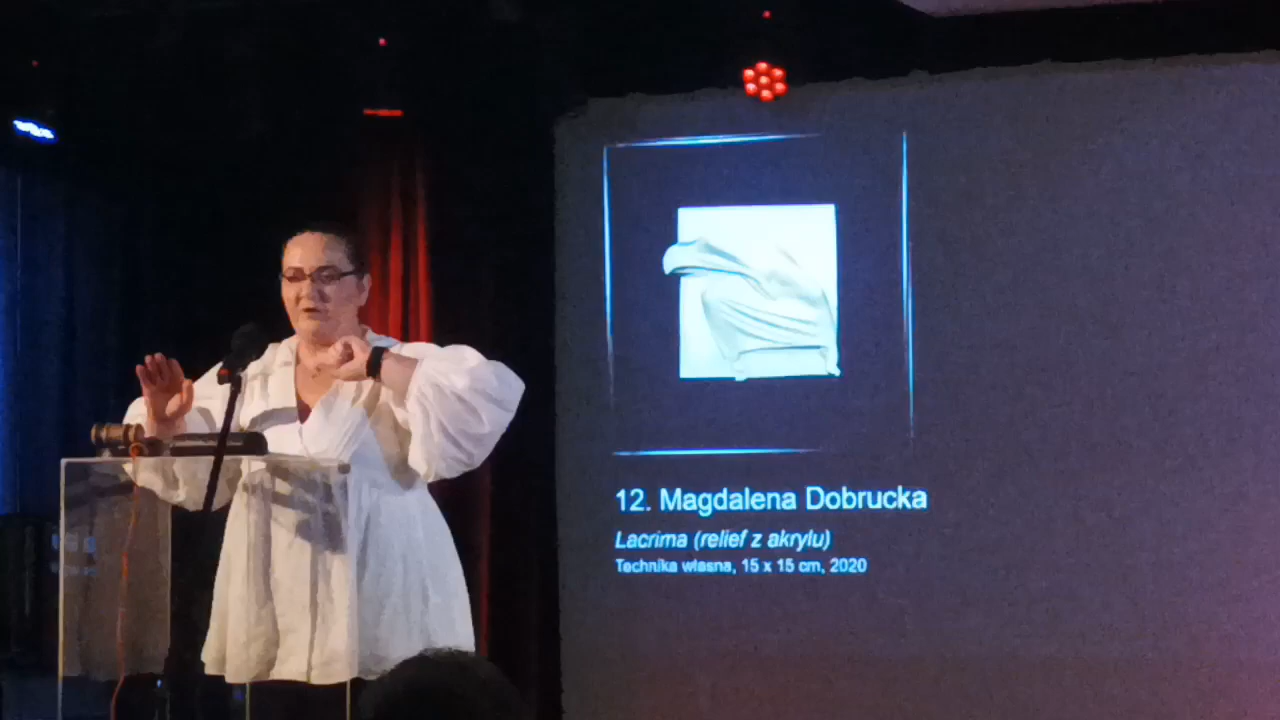 12. Magdalena Dobrucka
Lacrima (relief z akrylu)
Technika własna, 15 x 15 cm, 2020